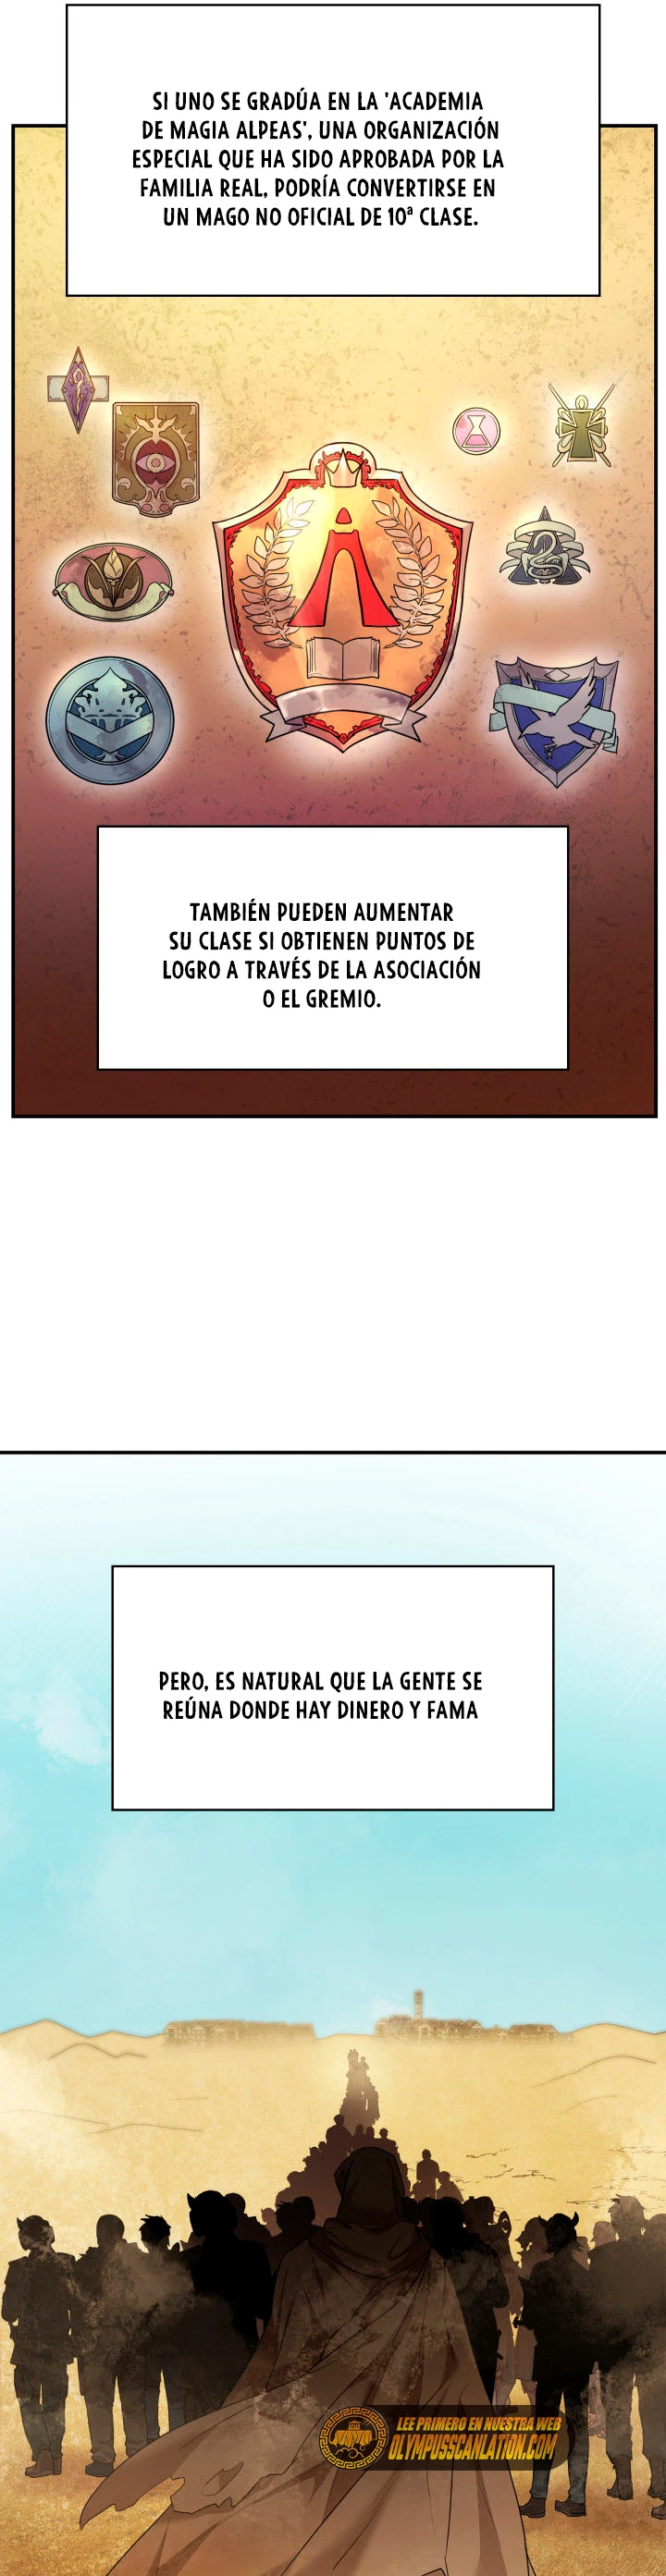 SI UNO SE GRADÚA EN LA 'ACADEMIA
DE MAGIA ALPEAS', UNA ORGANIZACIÓN
ESPECIAL QUE HA SIDO APROBADA POR LA
FAMILIA REAL, PODRÍA CONVERTIRSE EN
UN MAGO NO OFICIAL DE 10ª CLASE.
A
TAMBIÉN PUEDEN AUMENTAR
SU CLASE SI OBTIENEN PUNTOS DE
LOGRO A TRAVÉS DE LA ASOCIACIÓN
O EL GREMIO.
PERO, ES NATURAL QUE LA GENTE SE
REÚNA DONDE HAY DINERO Y FAMA
LEE PRIMERO EN NUESTRA WEB
OLYMPUSSCANLATION.COM